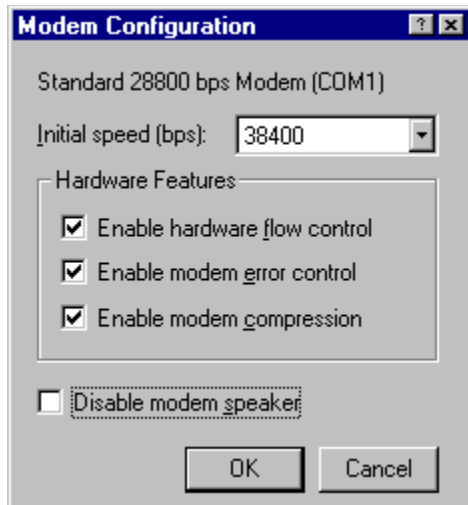 Modem Configuration
Standard 28800 bps Modem (COM1)
Initial speed (bps): 38400
Hardware Features
Enable hardware flow control
Enable modem error control
Enable modem compression
Disable modem speaker
OK Cancel